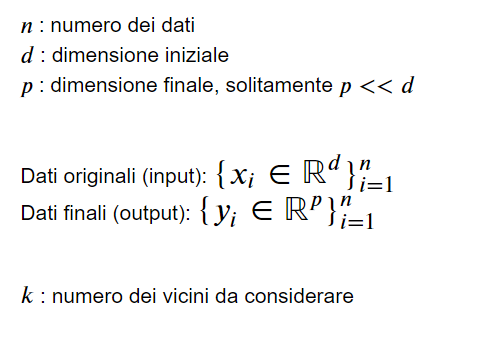 n : numero dei dati
d : dimensione iniziale
p : dimensione finale, solitamente p << d
Dati originali (input): {xᵢ ∈ ℝᵈ}ⁿᵢ₌₁
Dati finali (output): {yᵢ ∈ ℝᵖ}ⁿᵢ₌₁
k : numero dei vicini da considerare